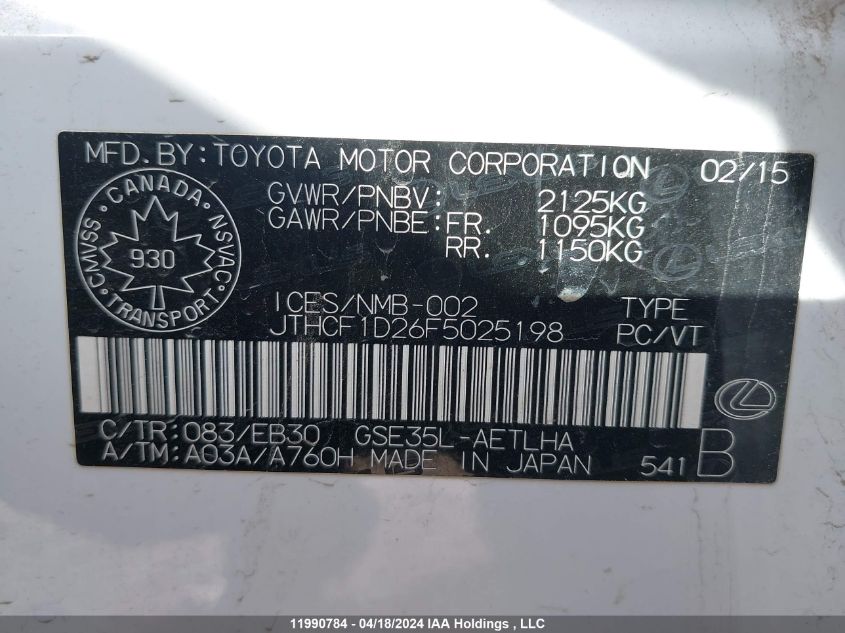 MFD.BY:TOYOTA MOTOR CORPORATION 02/15
GVWR/PNBV: 2125KG
GAWR/PNBE:FR. 1095KG
RR. 1150KG
CANADA
CMVSS
NSVAC
930
TRANSPORT
ICES/NMB-002 TYPE
JTHCF1D26F5025198 PC/VT
C/TR:083/EB30 GSE35L-AETLHA
A/TM:A03A/A760H MADE IN JAPAN 541 B
11990784 - 04/18/2024 IAA Holdings , LLC